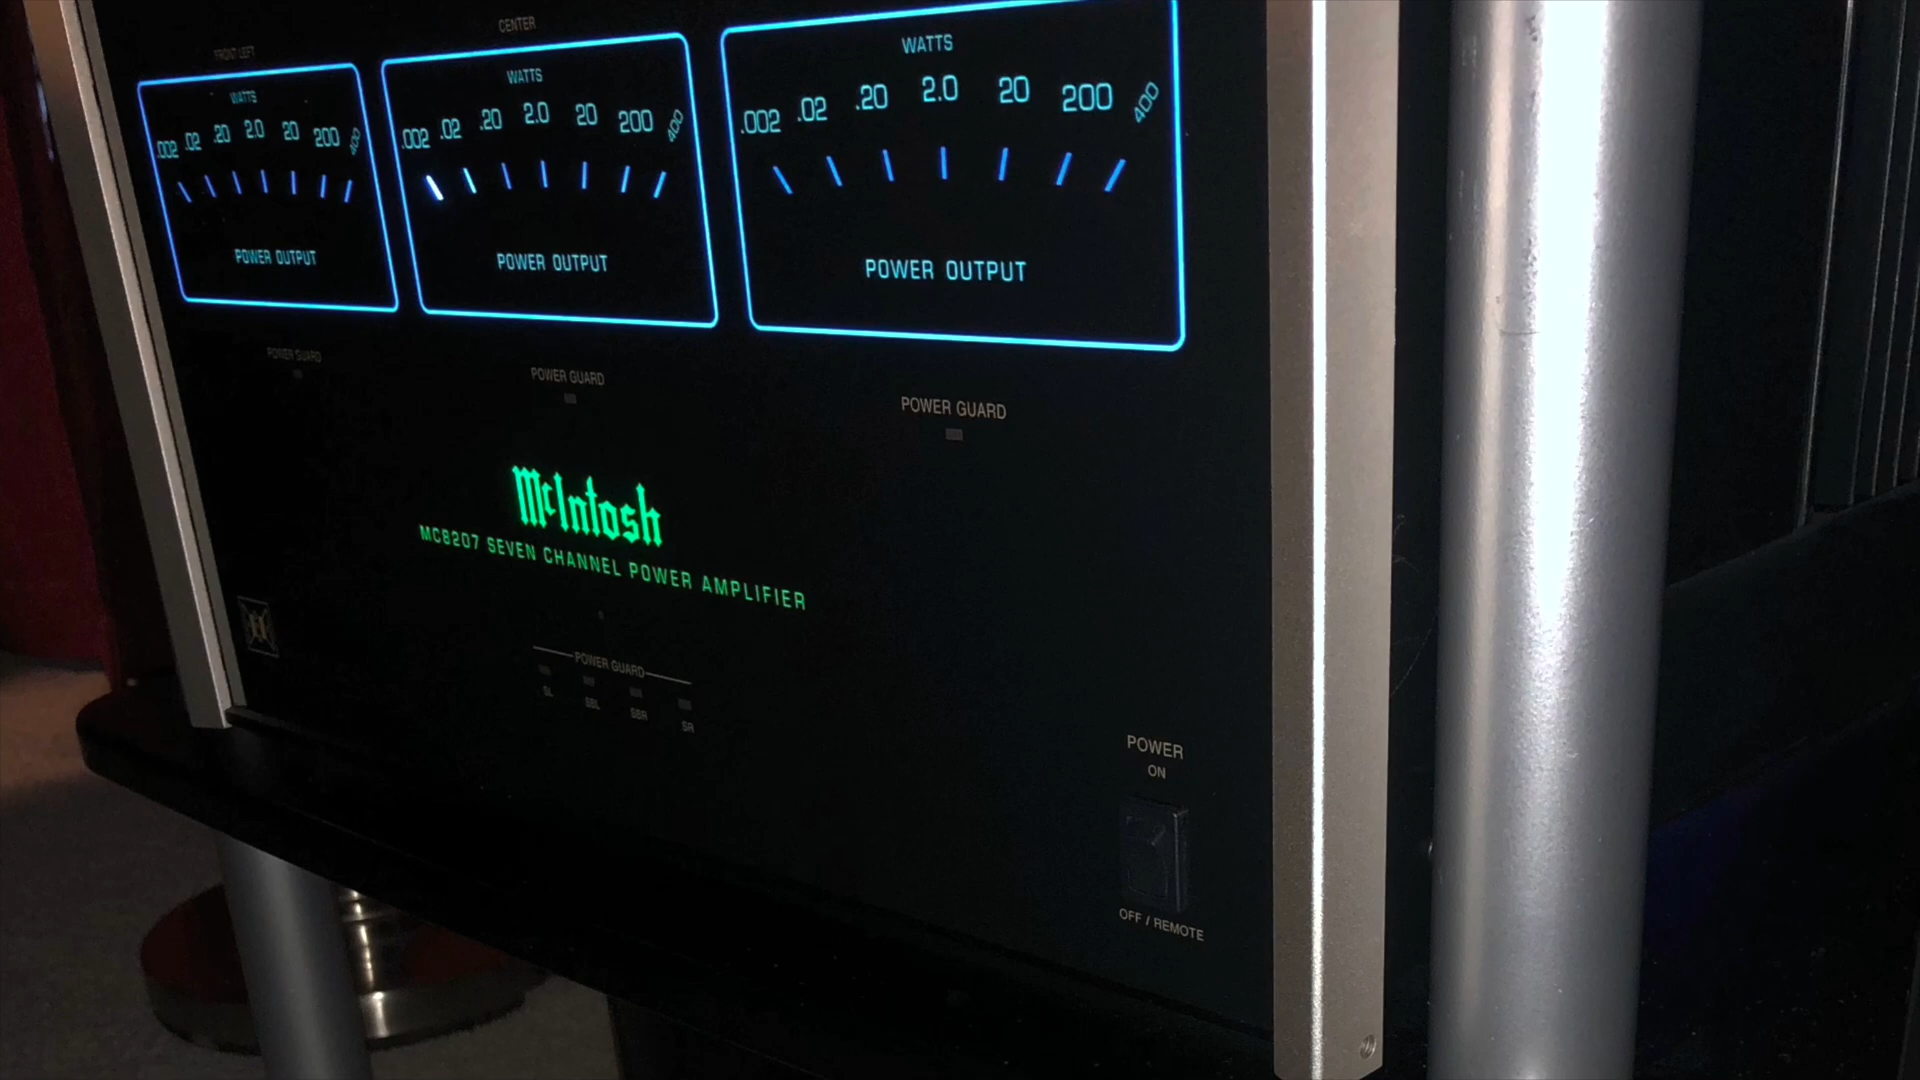 FRONT LEFT
CENTER
WATTS
.002 .02 .20 2.0 20 200 400
POWER OUTPUT
WATTS
.002 .02 .20 2.0 20 200 400
POWER OUTPUT
WATTS
.002 .02 .20 2.0 20 200 400
POWER OUTPUT
POWER GUARD
POWER GUARD
POWER GUARD
McIntosh
MC8207 SEVEN CHANNEL POWER AMPLIFIER
POWER GUARD
SL SBL SBR SR
POWER
ON
OFF / REMOTE